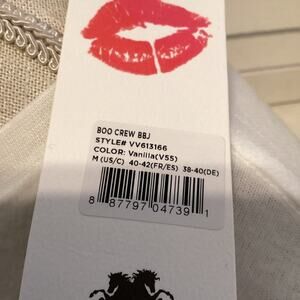 BOO CREW BBJ
STYLE# VV613166
COLOR: Vanilla(V55)
M (US/C) 40-42(FR/ES) 38-40(DE)
8 87797 04739 1